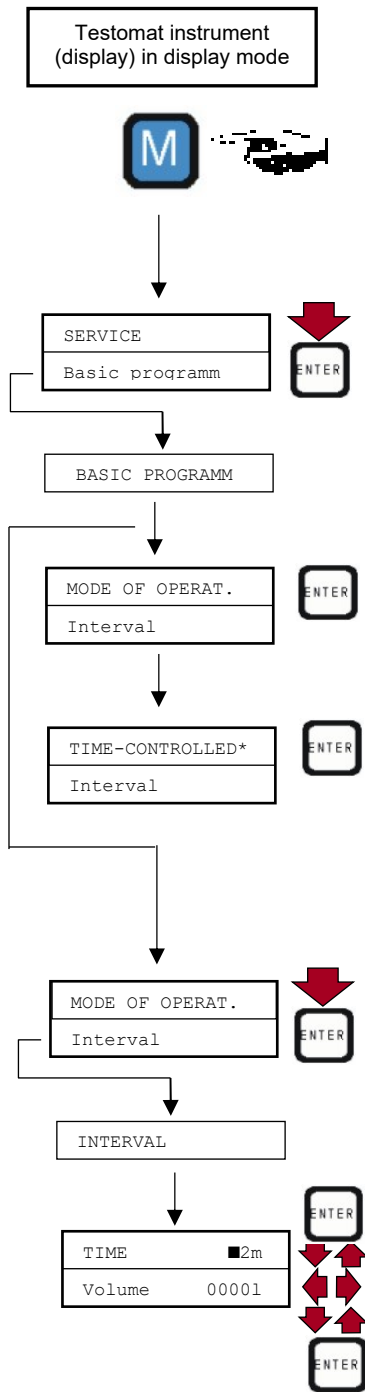 Testomat instrument
(display) in display mode
M
SERVICE
Basic programm
ENTER
BASIC PROGRAMM
MODE OF OPERAT.
Interval
ENTER
TIME-CONTROLLED*
Interval
ENTER
MODE OF OPERAT.
Interval
ENTER
INTERVAL
ENTER
TIME ■2m
Volume 0000l
ENTER